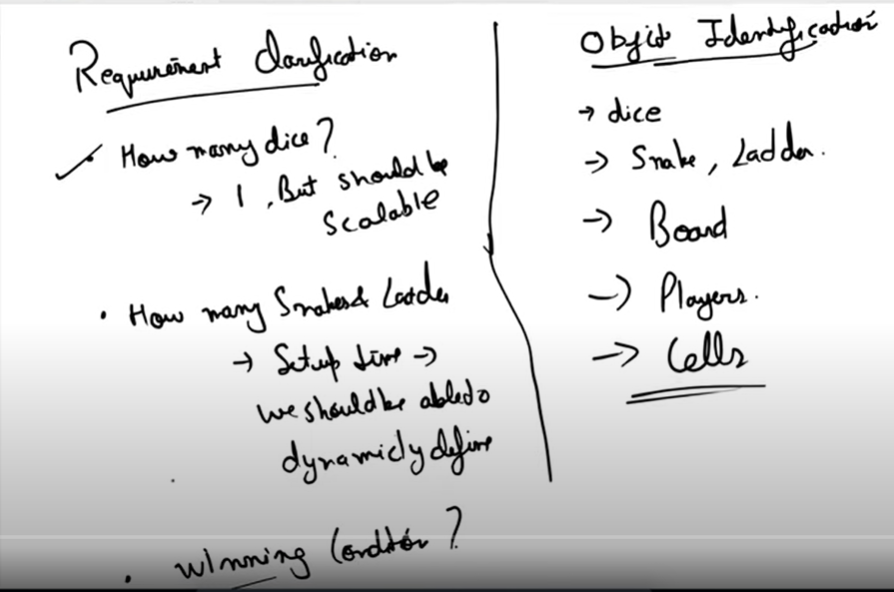 Requirement Clarification
✓ How many dice?
→ 1, But should be
scalable
• How many Snakes & Ladder
→ Setup time →
we should be able to
dynamicly define
• Winning Condition?
Object Identification
→ dice
→ Snake, Ladder.
→ Board
→ Players.
→ Cells